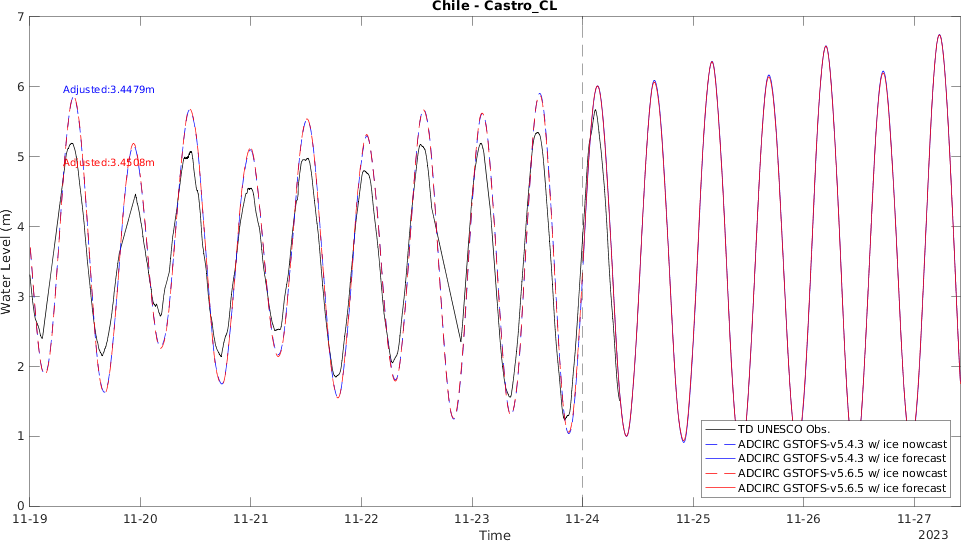 Chile - Castro_CL
7
6
5
4
3
2
1
0
Water Level (m)
Adjusted:3.4479m
Adjusted:3.4508m
TD UNESCO Obs.
ADCIRC GSTOFS-v5.4.3 w/ ice nowcast
ADCIRC GSTOFS-v5.4.3 w/ ice forecast
ADCIRC GSTOFS-v5.6.5 w/ ice nowcast
ADCIRC GSTOFS-v5.6.5 w/ ice forecast
11-19 11-20 11-21 11-22 11-23 11-24 11-25 11-26 11-27
Time
2023